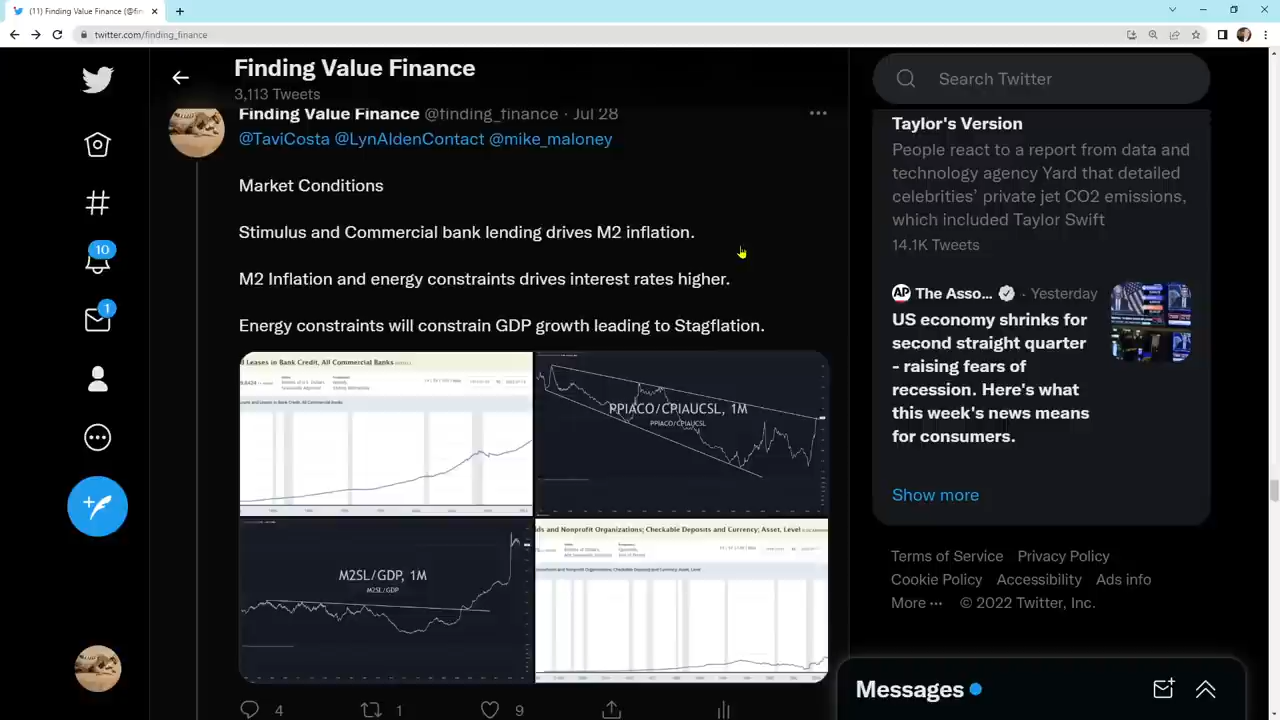 (11) Finding Value Finance (@fin
twitter.com/finding_finance
Finding Value Finance
3,113 Tweets
Finding Value Finance @finding_finance · Jul 28
@TaviCosta @LynAldenContact @mike_maloney
Market Conditions
Stimulus and Commercial bank lending drives M2 inflation.
M2 Inflation and energy constraints drives interest rates higher.
Energy constraints will constrain GDP growth leading to Stagflation.
d Leases in Bank Credit, All Commercial Banks
PPIACO/CPIAUCSL, 1M
PPIACO/CPIAUCSL
M2SL/GDP, 1M
M2SL/GDP
lds and Nonprofit Organizations; Checkable Deposits and Currency; Asset, Level
4
1
9
10
1
Search Twitter
Taylor's Version
People react to a report from data and
technology agency Yard that detailed
celebrities' private jet CO2 emissions,
which included Taylor Swift
14.1K Tweets
AP The Asso... · Yesterday
US economy shrinks for
second straight quarter
- raising fears of
recession. Here's what
this week's news means
for consumers.
Show more
Terms of Service Privacy Policy
Cookie Policy Accessibility Ads info
More ··· © 2022 Twitter, Inc.
Messages